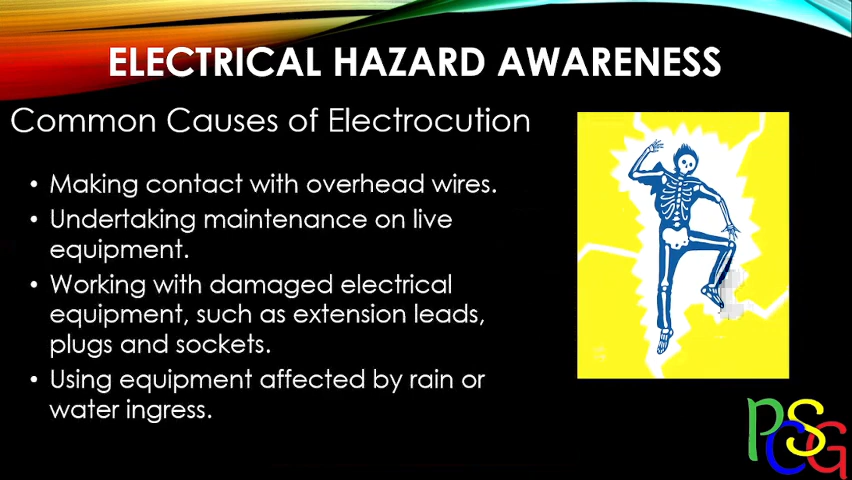 ELECTRICAL HAZARD AWARENESS
Common Causes of Electrocution
• Making contact with overhead wires.
• Undertaking maintenance on live
equipment.
• Working with damaged electrical
equipment, such as extension leads,
plugs and sockets.
• Using equipment affected by rain or
water ingress.
PCSG